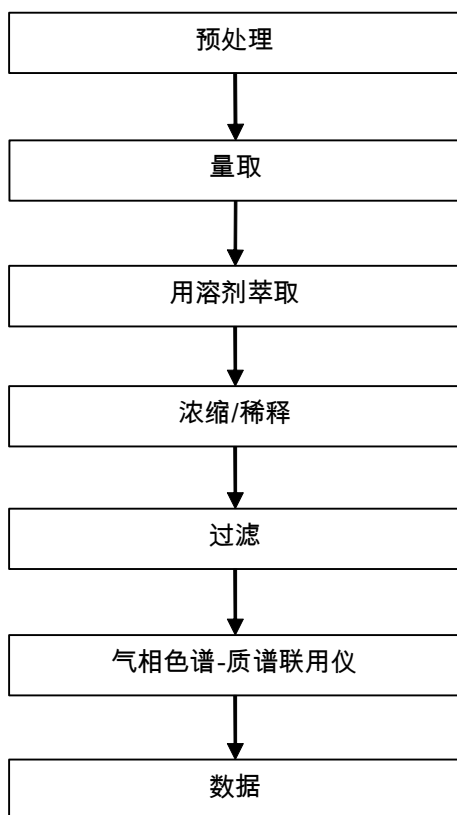 预处理
量取
用溶剂萃取
浓缩/稀释
过滤
气相色谱-质谱联用仪
数据